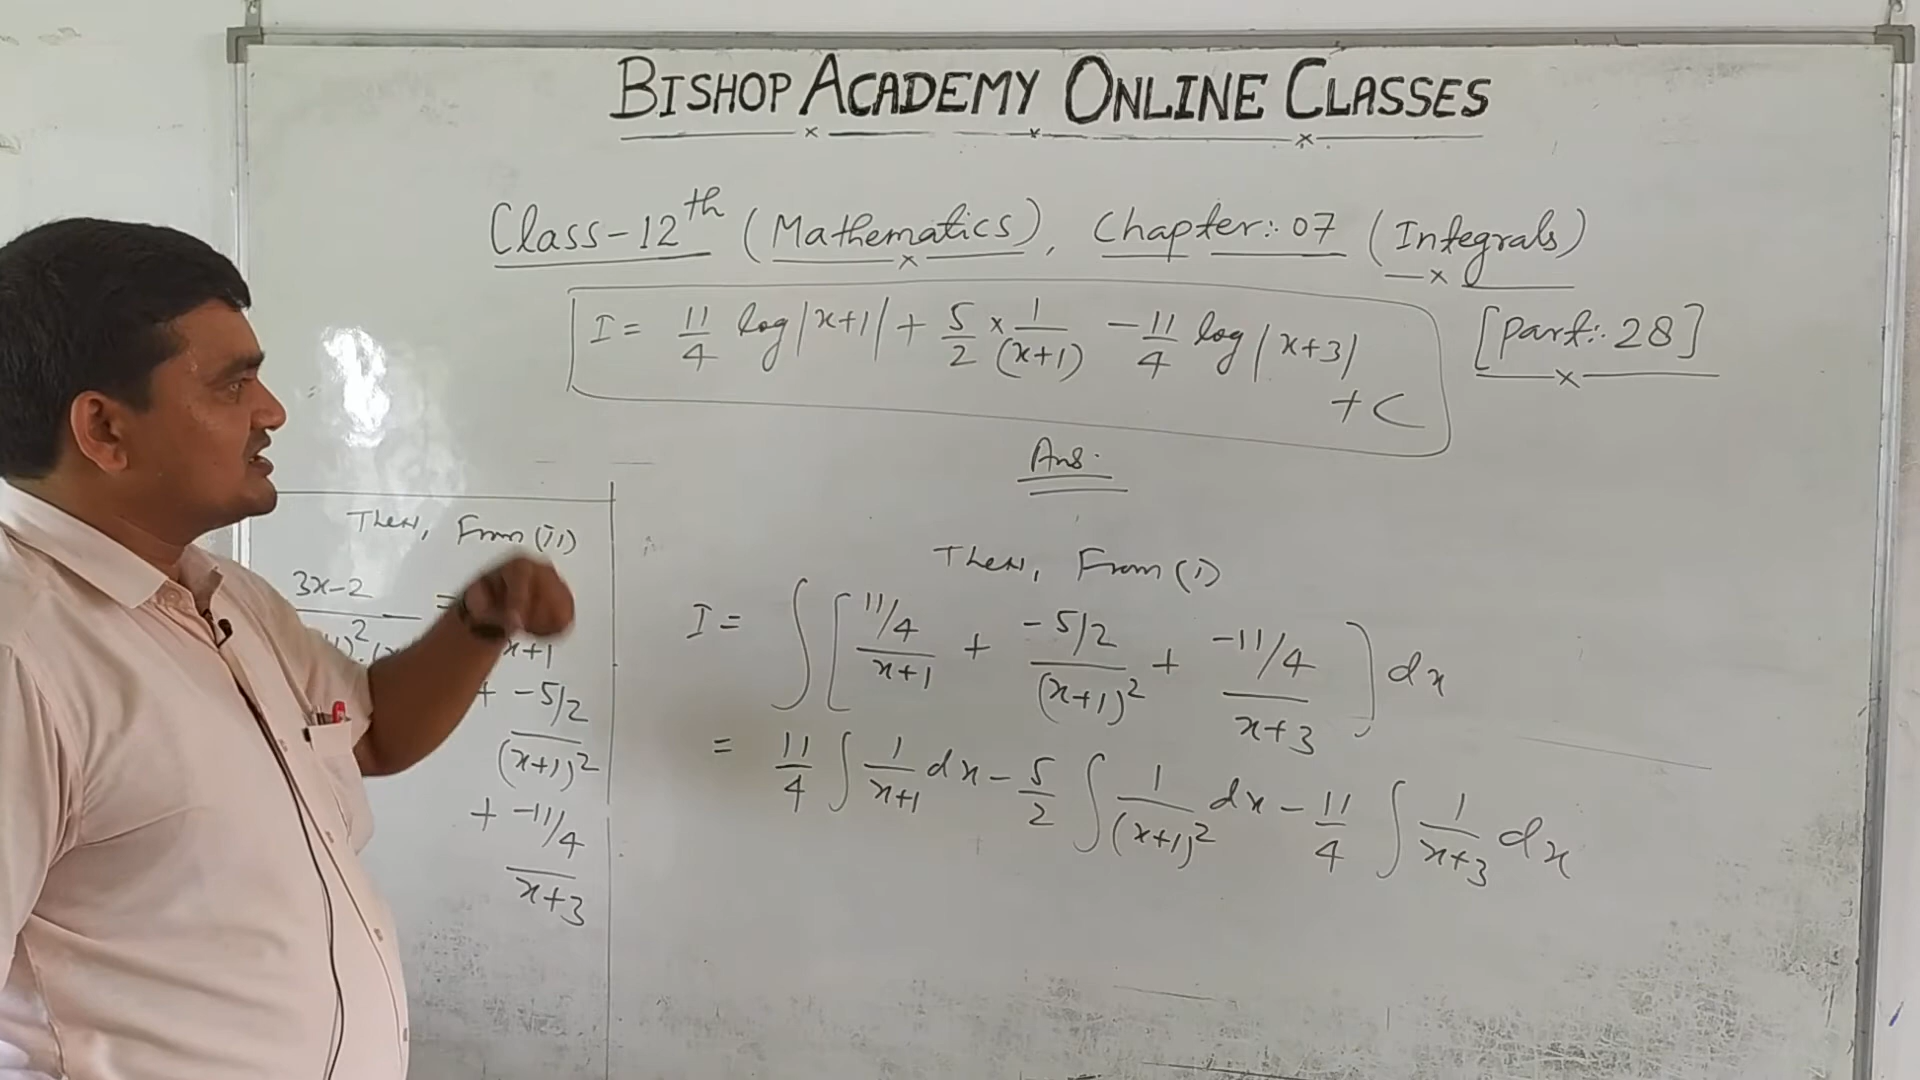 BISHOP ACADEMY ONLINE CLASSES
Class-12th (Mathematics), Chapter:07 (Integrals)
[Part:28]
I = 11/4 log|x+1| + 5/2 × 1/(x+1) - 11/4 log|x+3|
+C
Ans.
Then, From (ii)
3x-2
=
x+1
+ -5/2
(x+1)²
+ -11/4
x+3
Then, From (i)
I = ∫ [ 11/4/(x+1) + -5/2/(x+1)² + -11/4/(x+3) ] dx
= 11/4 ∫ 1/(x+1) dx - 5/2 ∫ 1/(x+1)² dx - 11/4 ∫ 1/(x+3) dx